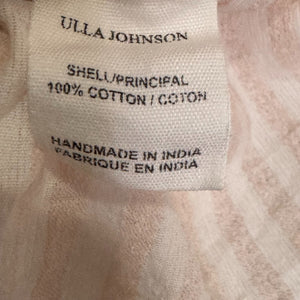 ULLA JOHNSON
SHELL/PRINCIPAL
100% COTTON / COTON
HANDMADE IN INDIA
FABRIQUE EN INDIA